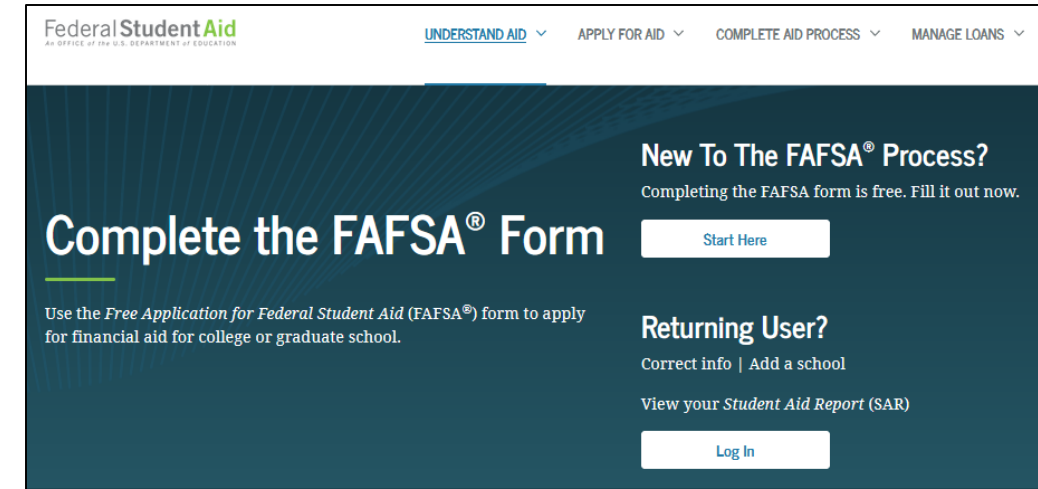 Federal Student Aid
An OFFICE of the U.S. DEPARTMENT of EDUCATION
UNDERSTAND AID
APPLY FOR AID
COMPLETE AID PROCESS
MANAGE LOANS
Complete the FAFSA® Form
Use the Free Application for Federal Student Aid (FAFSA®) form to apply
for financial aid for college or graduate school.
New To The FAFSA® Process?
Completing the FAFSA form is free. Fill it out now.
Start Here
Returning User?
Correct info | Add a school
View your Student Aid Report (SAR)
Log In